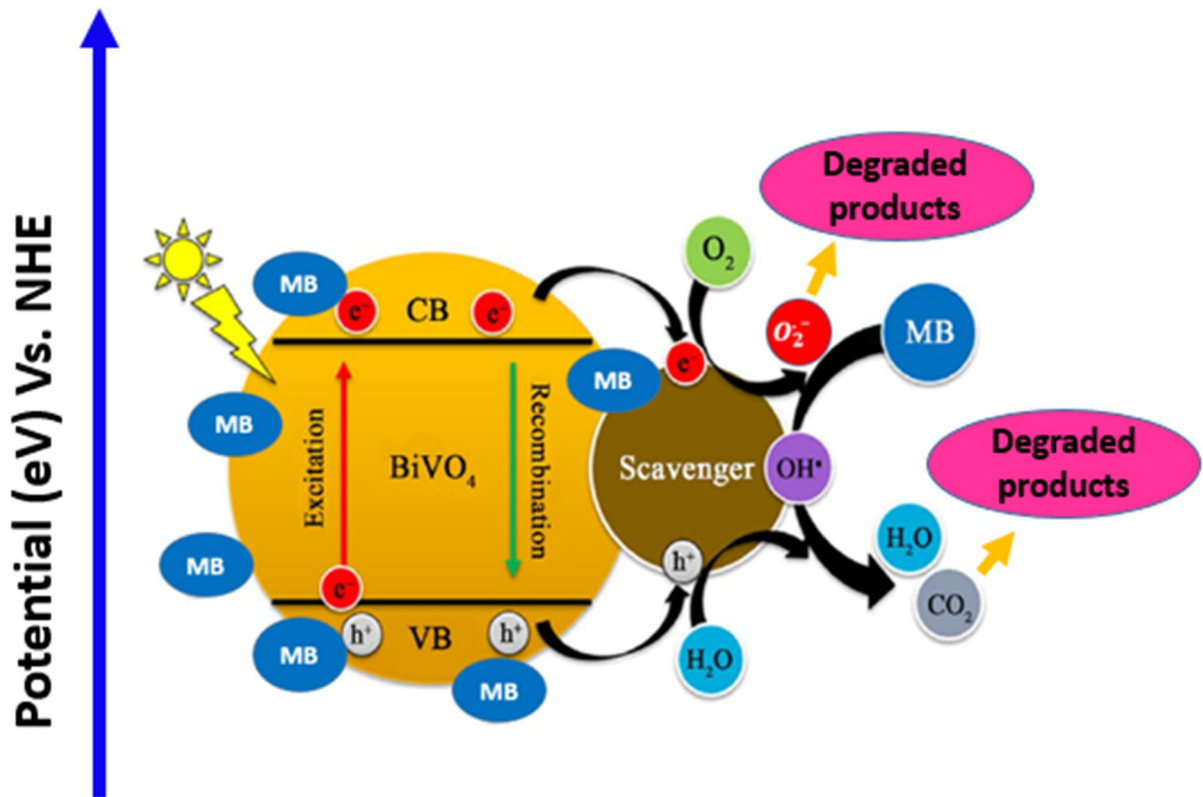 Potential (eV) Vs. NHE
Degraded
products
O₂
MB
e⁻
CB
e⁻
O₂·⁻
MB
MB
e⁻
MB
Excitation
BiVO₄
Recombination
Scavenger
OH•
Degraded
products
H₂O
MB
e⁻
h⁺
CO₂
MB
h⁺
VB
h⁺
H₂O
MB